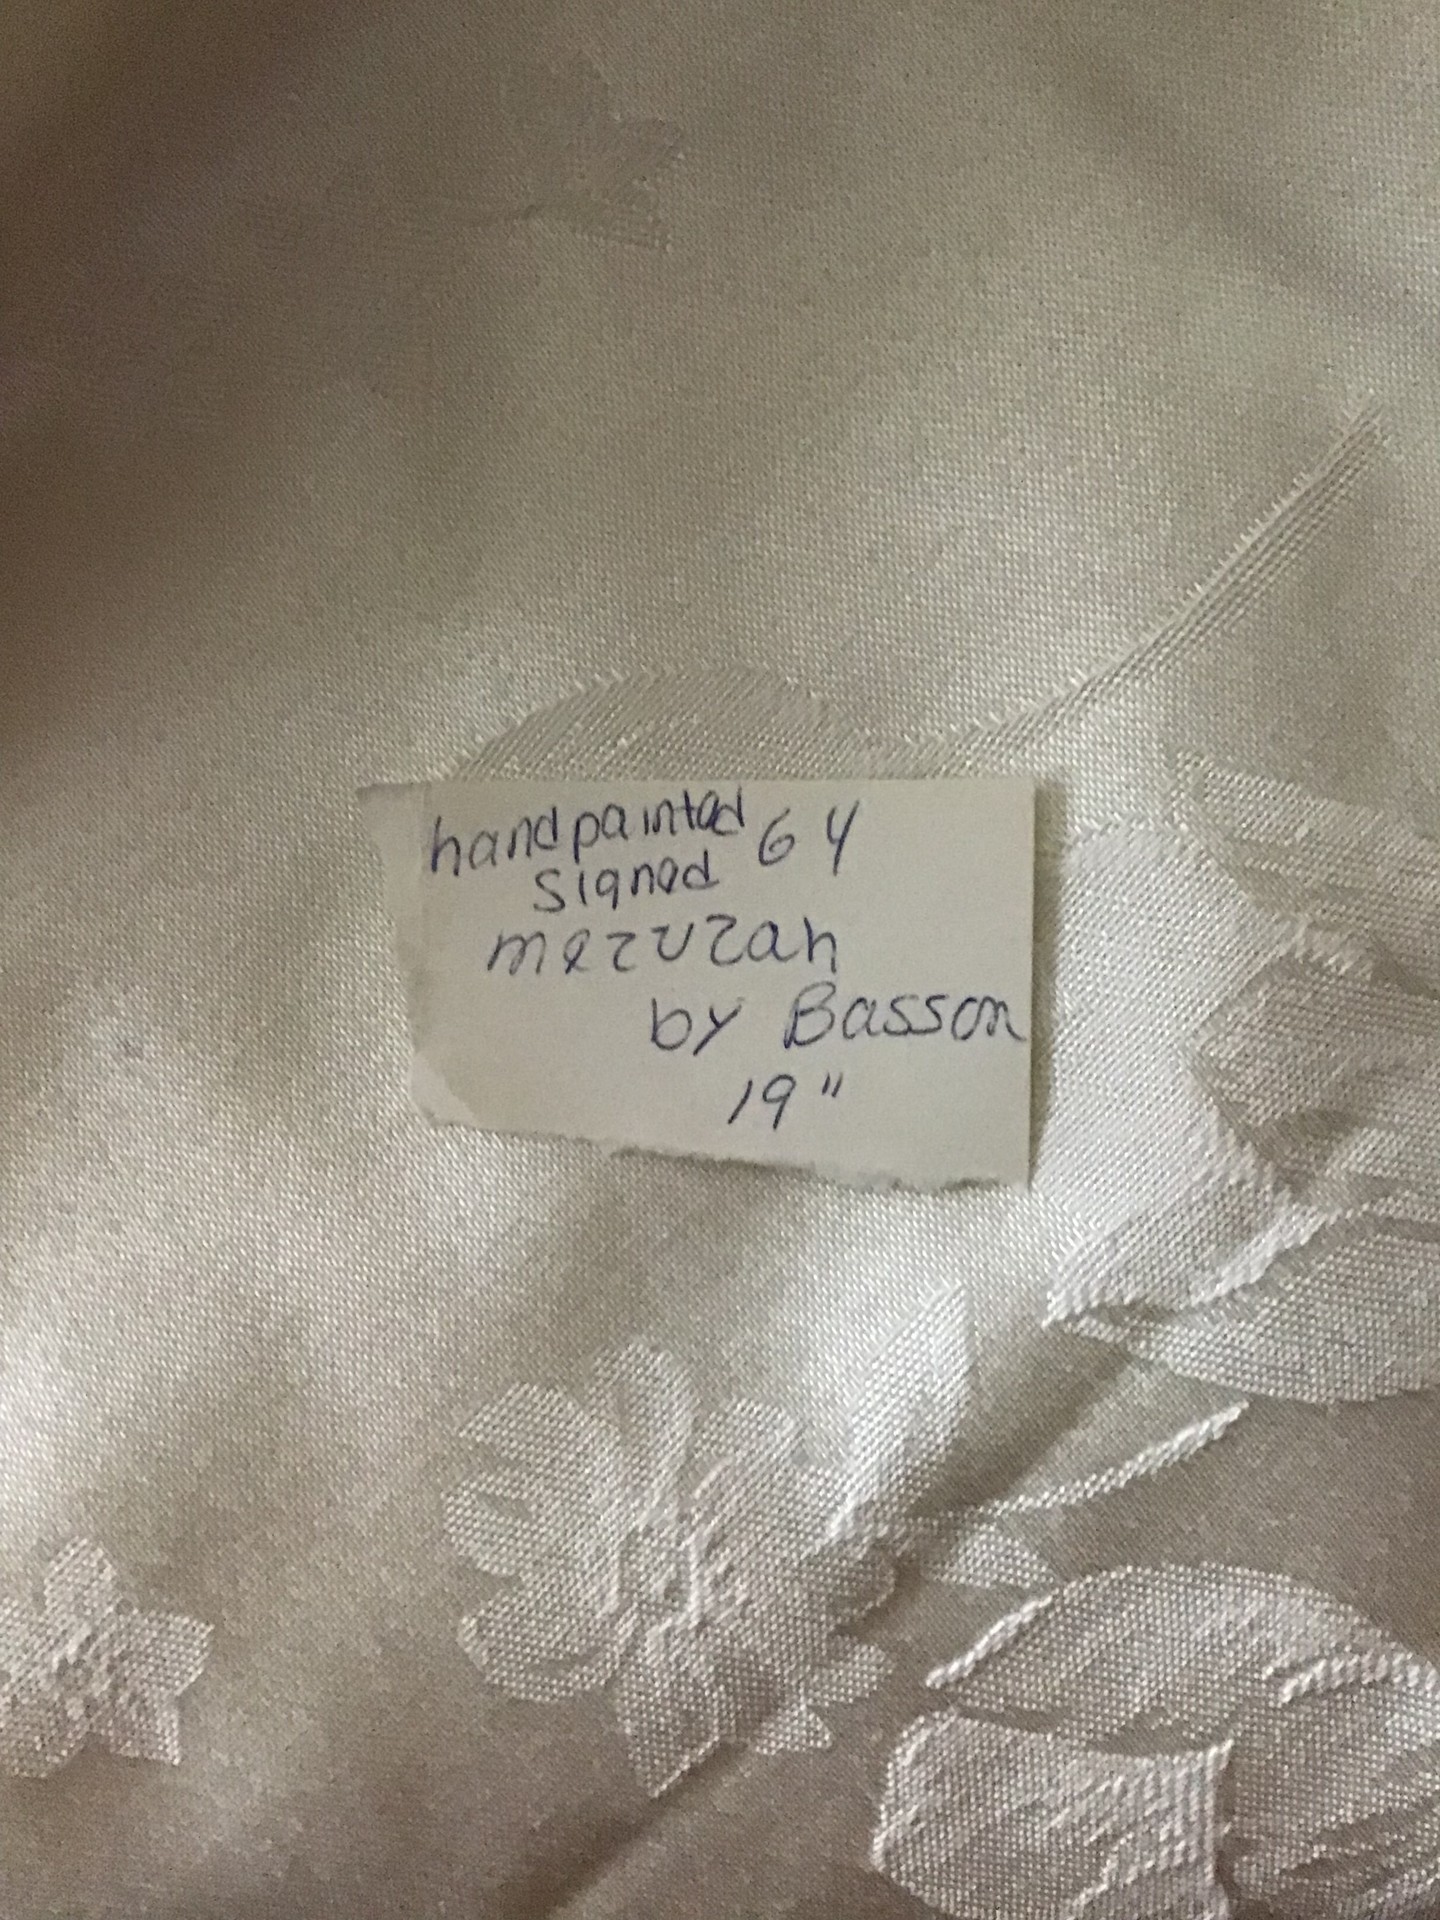 handpainted 64
signed
mezuzah
by Basson
19"